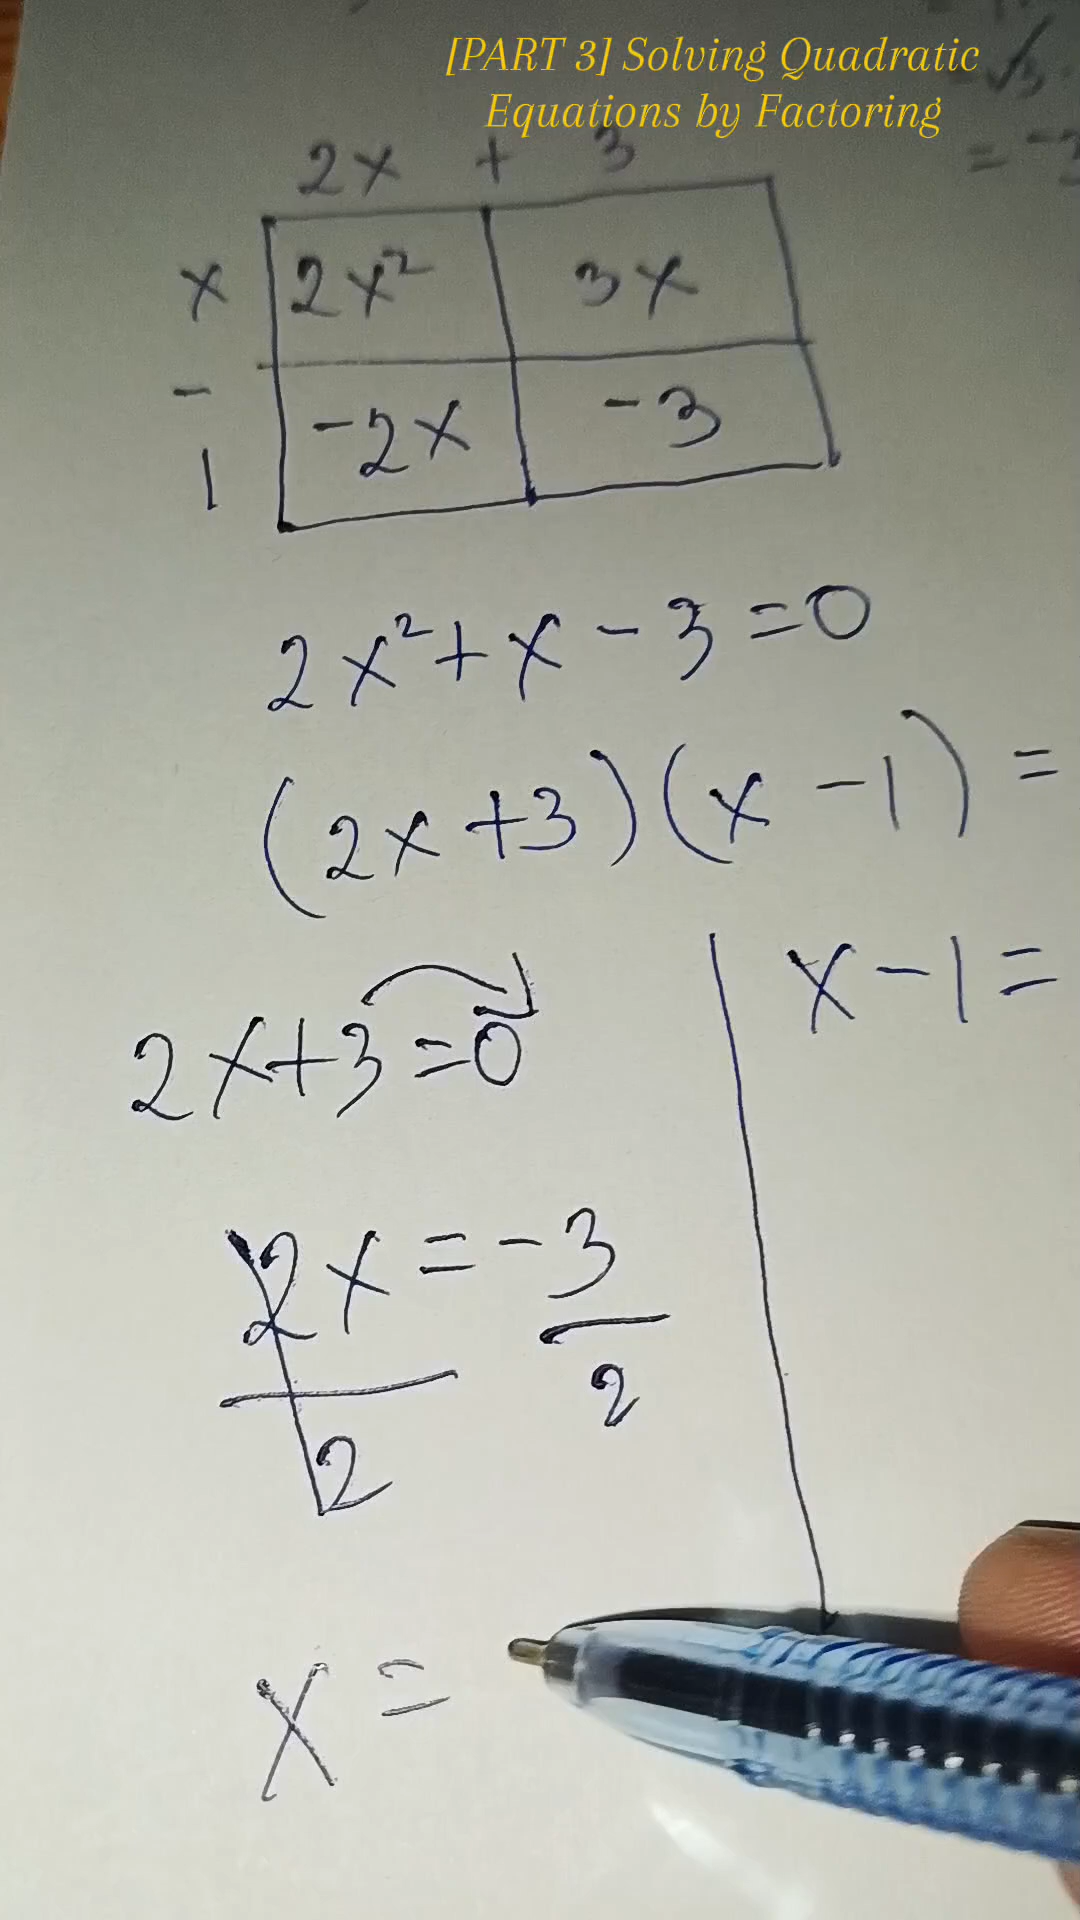 [PART 3] Solving Quadratic
Equations by Factoring
= -3
2x + 3
x 2x² 3x
- -2x -3
1
2x² + x - 3 = 0
(2x + 3)(x - 1) =
2x + 3 = 0
x - 1 =
2x = -3
2 2
x =